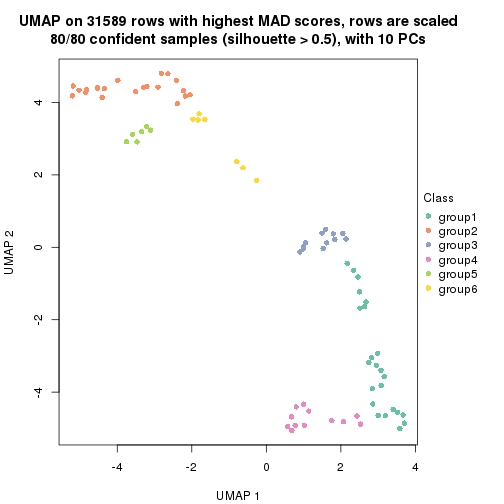 UMAP on 31589 rows with highest MAD scores, rows are scaled
80/80 confident samples (silhouette > 0.5), with 10 PCs
4
2
0
-2
-4
UMAP 2
-4
-2
0
2
4
UMAP 1
Class
group1
group2
group3
group4
group5
group6